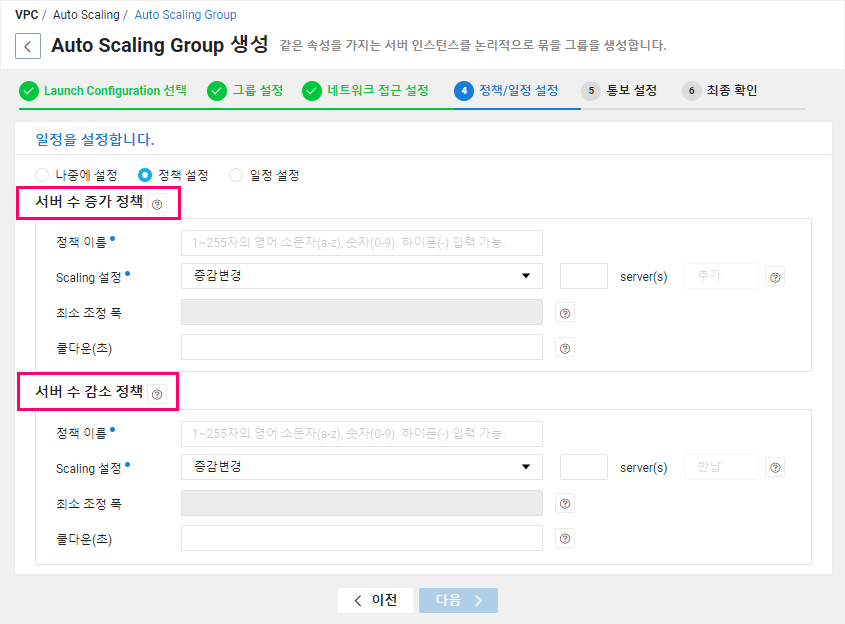 VPC / Auto Scaling / Auto Scaling Group
Auto Scaling Group 생성 같은 속성을 가지는 서버 인스턴스를 논리적으로 묶을 그룹을 생성합니다.
Launch Configuration 선택 그룹 설정 네트워크 접근 설정 4 정책/일정 설정 5 통보 설정 6 최종 확인
일정을 설정합니다.
나중에 설정 정책 설정 일정 설정
서버 수 증가 정책 ?
정책 이름 1~255자의 영어 소문자(a-z), 숫자(0-9). 하이픈(-) 입력 가능.
Scaling 설정 증감변경 server(s) 추가 ?
최소 조정 폭 ?
쿨다운(초) ?
서버 수 감소 정책 ?
정책 이름 1~255자의 영어 소문자(a-z), 숫자(0-9). 하이픈(-) 입력 가능.
Scaling 설정 증감변경 server(s) 반납 ?
최소 조정 폭 ?
쿨다운(초) ?
< 이전 다음 >